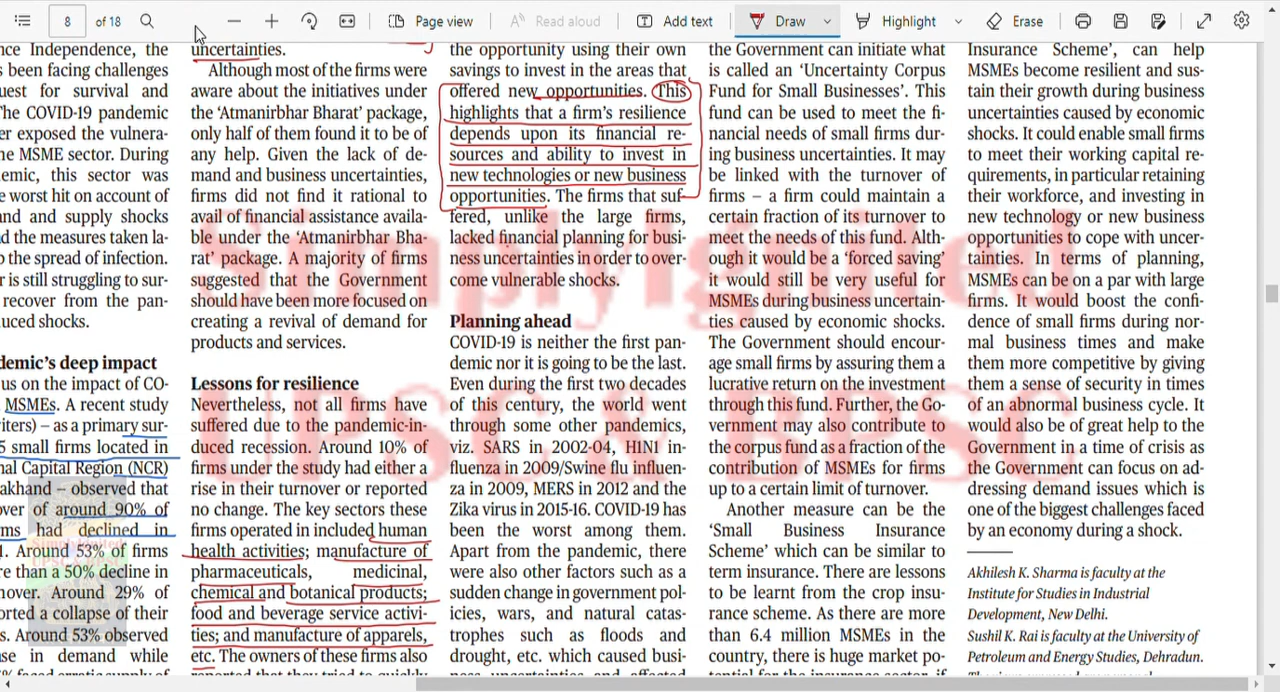 8 of 18
Page view
Read aloud
Add text
Draw
Highlight
Erase
nce Independence, the
s been facing challenges
uest for survival and
The COVID-19 pandemic
er exposed the vulnera-
ne MSME sector. During
emic, this sector was
e worst hit on account of
and and supply shocks
d the measures taken la-
o the spread of infection.
r is still struggling to sur-
recover from the pan-
uced shocks.
demic's deep impact
us on the impact of CO-
MSMEs. A recent study
iters) – as a primary sur-
5 small firms located in
nal Capital Region (NCR)
akhand – observed that
over of around 90% of
ms had declined in
1. Around 53% of firms
re than a 50% decline in
nover. Around 29% of
orted a collapse of their
s. Around 53% observed
se in demand while
uncertainties.
Although most of the firms were
aware about the initiatives under
the 'Atmanirbhar Bharat' package,
only half of them found it to be of
any help. Given the lack of de-
mand and business uncertainties,
firms did not find it rational to
avail of financial assistance availa-
ble under the 'Atmanirbhar Bha-
rat' package. A majority of firms
suggested that the Government
should have been more focused on
creating a revival of demand for
products and services.
Lessons for resilience
Nevertheless, not all firms have
suffered due to the pandemic-in-
duced recession. Around 10% of
firms under the study had either a
rise in their turnover or reported
no change. The key sectors these
firms operated in included human
health activities; manufacture of
pharmaceuticals, medicinal,
chemical and botanical products;
food and beverage service activi-
ties; and manufacture of apparels,
etc. The owners of these firms also
reported that they tried to quickly
the opportunity using their own
savings to invest in the areas that
offered new opportunities. This
highlights that a firm's resilience
depends upon its financial re-
sources and ability to invest in
new technologies or new business
opportunities. The firms that suf-
fered, unlike the large firms,
lacked financial planning for busi-
ness uncertainties in order to over-
come vulnerable shocks.
Planning ahead
COVID-19 is neither the first pan-
demic nor it is going to be the last.
Even during the first two decades
of this century, the world went
through some other pandemics,
viz. SARS in 2002-04, H1N1 in-
fluenza in 2009/Swine flu influen-
za in 2009, MERS in 2012 and the
Zika virus in 2015-16. COVID-19 has
been the worst among them.
Apart from the pandemic, there
were also other factors such as a
sudden change in government pol-
icies, wars, and natural catas-
trophes such as floods and
drought, etc. which caused busi-
ness uncertainties and affected
the Government can initiate what
is called an 'Uncertainty Corpus
Fund for Small Businesses'. This
fund can be used to meet the fi-
nancial needs of small firms dur-
ing business uncertainties. It may
be linked with the turnover of
firms – a firm could maintain a
certain fraction of its turnover to
meet the needs of this fund. Alth-
ough it would be a 'forced saving'
would still be very useful for
MSMEs during business uncertain-
ties caused by economic shocks.
The Government should encour-
age small firms by assuring them a
lucrative return on the investment
through this fund. Further, the Go-
vernment may also contribute to
the corpus fund as a fraction of the
contribution of MSMEs for firms
up to a certain limit of turnover.
Another measure can be the
'Small Business Insurance
Scheme' which can be similar to
term insurance. There are lessons
to be learnt from the crop insu-
rance scheme. As there are more
than 6.4 million MSMEs in the
country, there is huge market po-
tential for the insurance sector if
Insurance Scheme', can help
MSMEs become resilient and sus-
tain their growth during business
uncertainties caused by economic
shocks. It could enable small firms
to meet their working capital re-
quirements, in particular retaining
their workforce, and investing in
new technology or new business
opportunities to cope with uncer-
tainties. In terms of planning,
MSMEs can be on a par with large
firms. It would boost the confi-
dence of small firms during nor-
mal business times and make
them more competitive by giving
them a sense of security in times
of an abnormal business cycle. It
would also be of great help to the
Government in a time of crisis as
the Government can focus on ad-
dressing demand issues which is
one of the biggest challenges faced
by an economy during a shock.
Akhilesh K. Sharma is faculty at the
Institute for Studies in Industrial
Development, New Delhi.
Sushil K. Rai is faculty at the University of
Petroleum and Energy Studies, Dehradun.
SimplyIgnited
UPSC & BPSC
SimplyIgnited
UPSC & BPSC